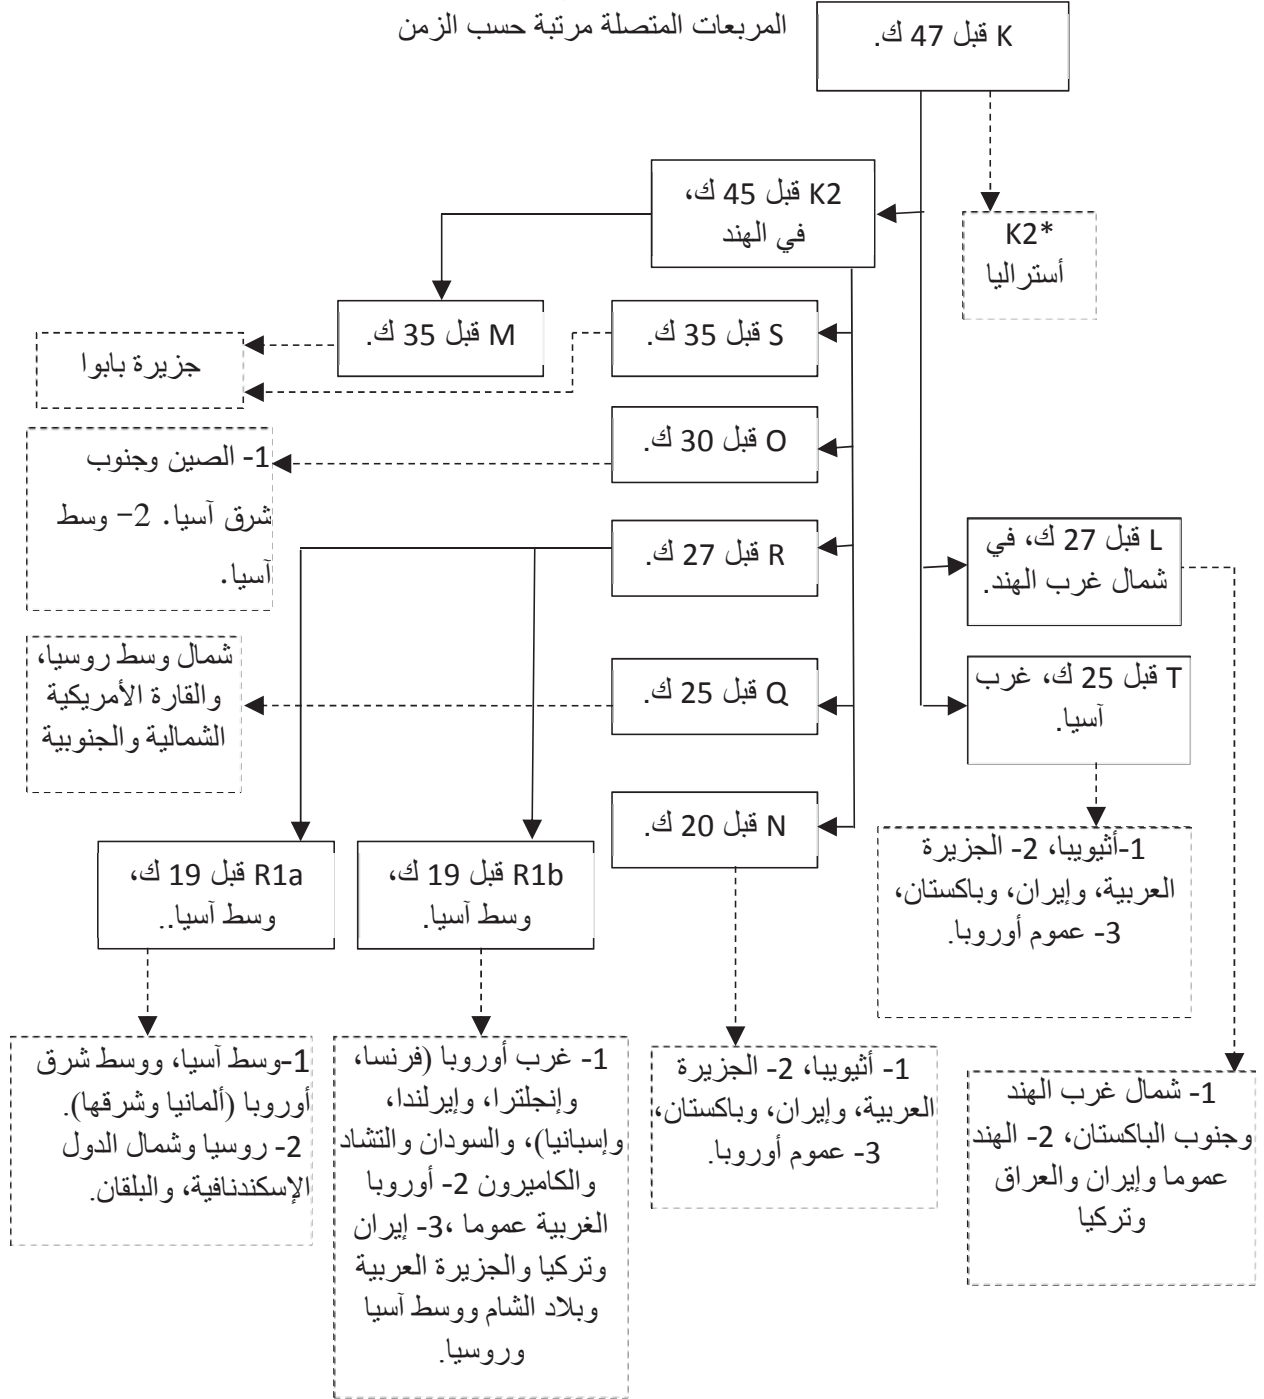 المربعات المتصلة مرتبة حسب الزمن
K قبل 47 ك.
K2 قبل 45 ك،
في الهند
K2*
أستراليا
M قبل 35 ك.
S قبل 35 ك.
جزيرة بابوا
O قبل 30 ك.
1- الصين وجنوب
شرق آسيا. 2- وسط
آسيا.
R قبل 27 ك.
L قبل 27 ك، في
شمال غرب الهند.
Q قبل 25 ك.
شمال وسط روسيا،
والقارة الأمريكية
الشمالية والجنوبية
T قبل 25 ك، غرب
آسيا.
N قبل 20 ك.
R1a قبل 19 ك،
وسط آسيا..
R1b قبل 19 ك،
وسط آسيا.
1-أثيوبيا، 2- الجزيرة
العربية، وإيران، وباكستان،
3- عموم أوروبا.
1-وسط آسيا، ووسط شرق
أوروبا (ألمانيا وشرقها).
2- روسيا وشمال الدول
الإسكندنافية، والبلقان.
1- غرب أوروبا (فرنسا،
وإنجلترا، وإيرلندا،
وإسبانيا)، والسودان والتشاد
والكاميرون 2- أوروبا
الغربية عموما ،3- إيران
وتركيا والجزيرة العربية
وبلاد الشام ووسط آسيا
وروسيا.
1- أثيوبيا، 2- الجزيرة
العربية، وإيران، وباكستان،
3- عموم أوروبا.
1- شمال غرب الهند
وجنوب الباكستان، 2- الهند
عموما وإيران والعراق
وتركيا